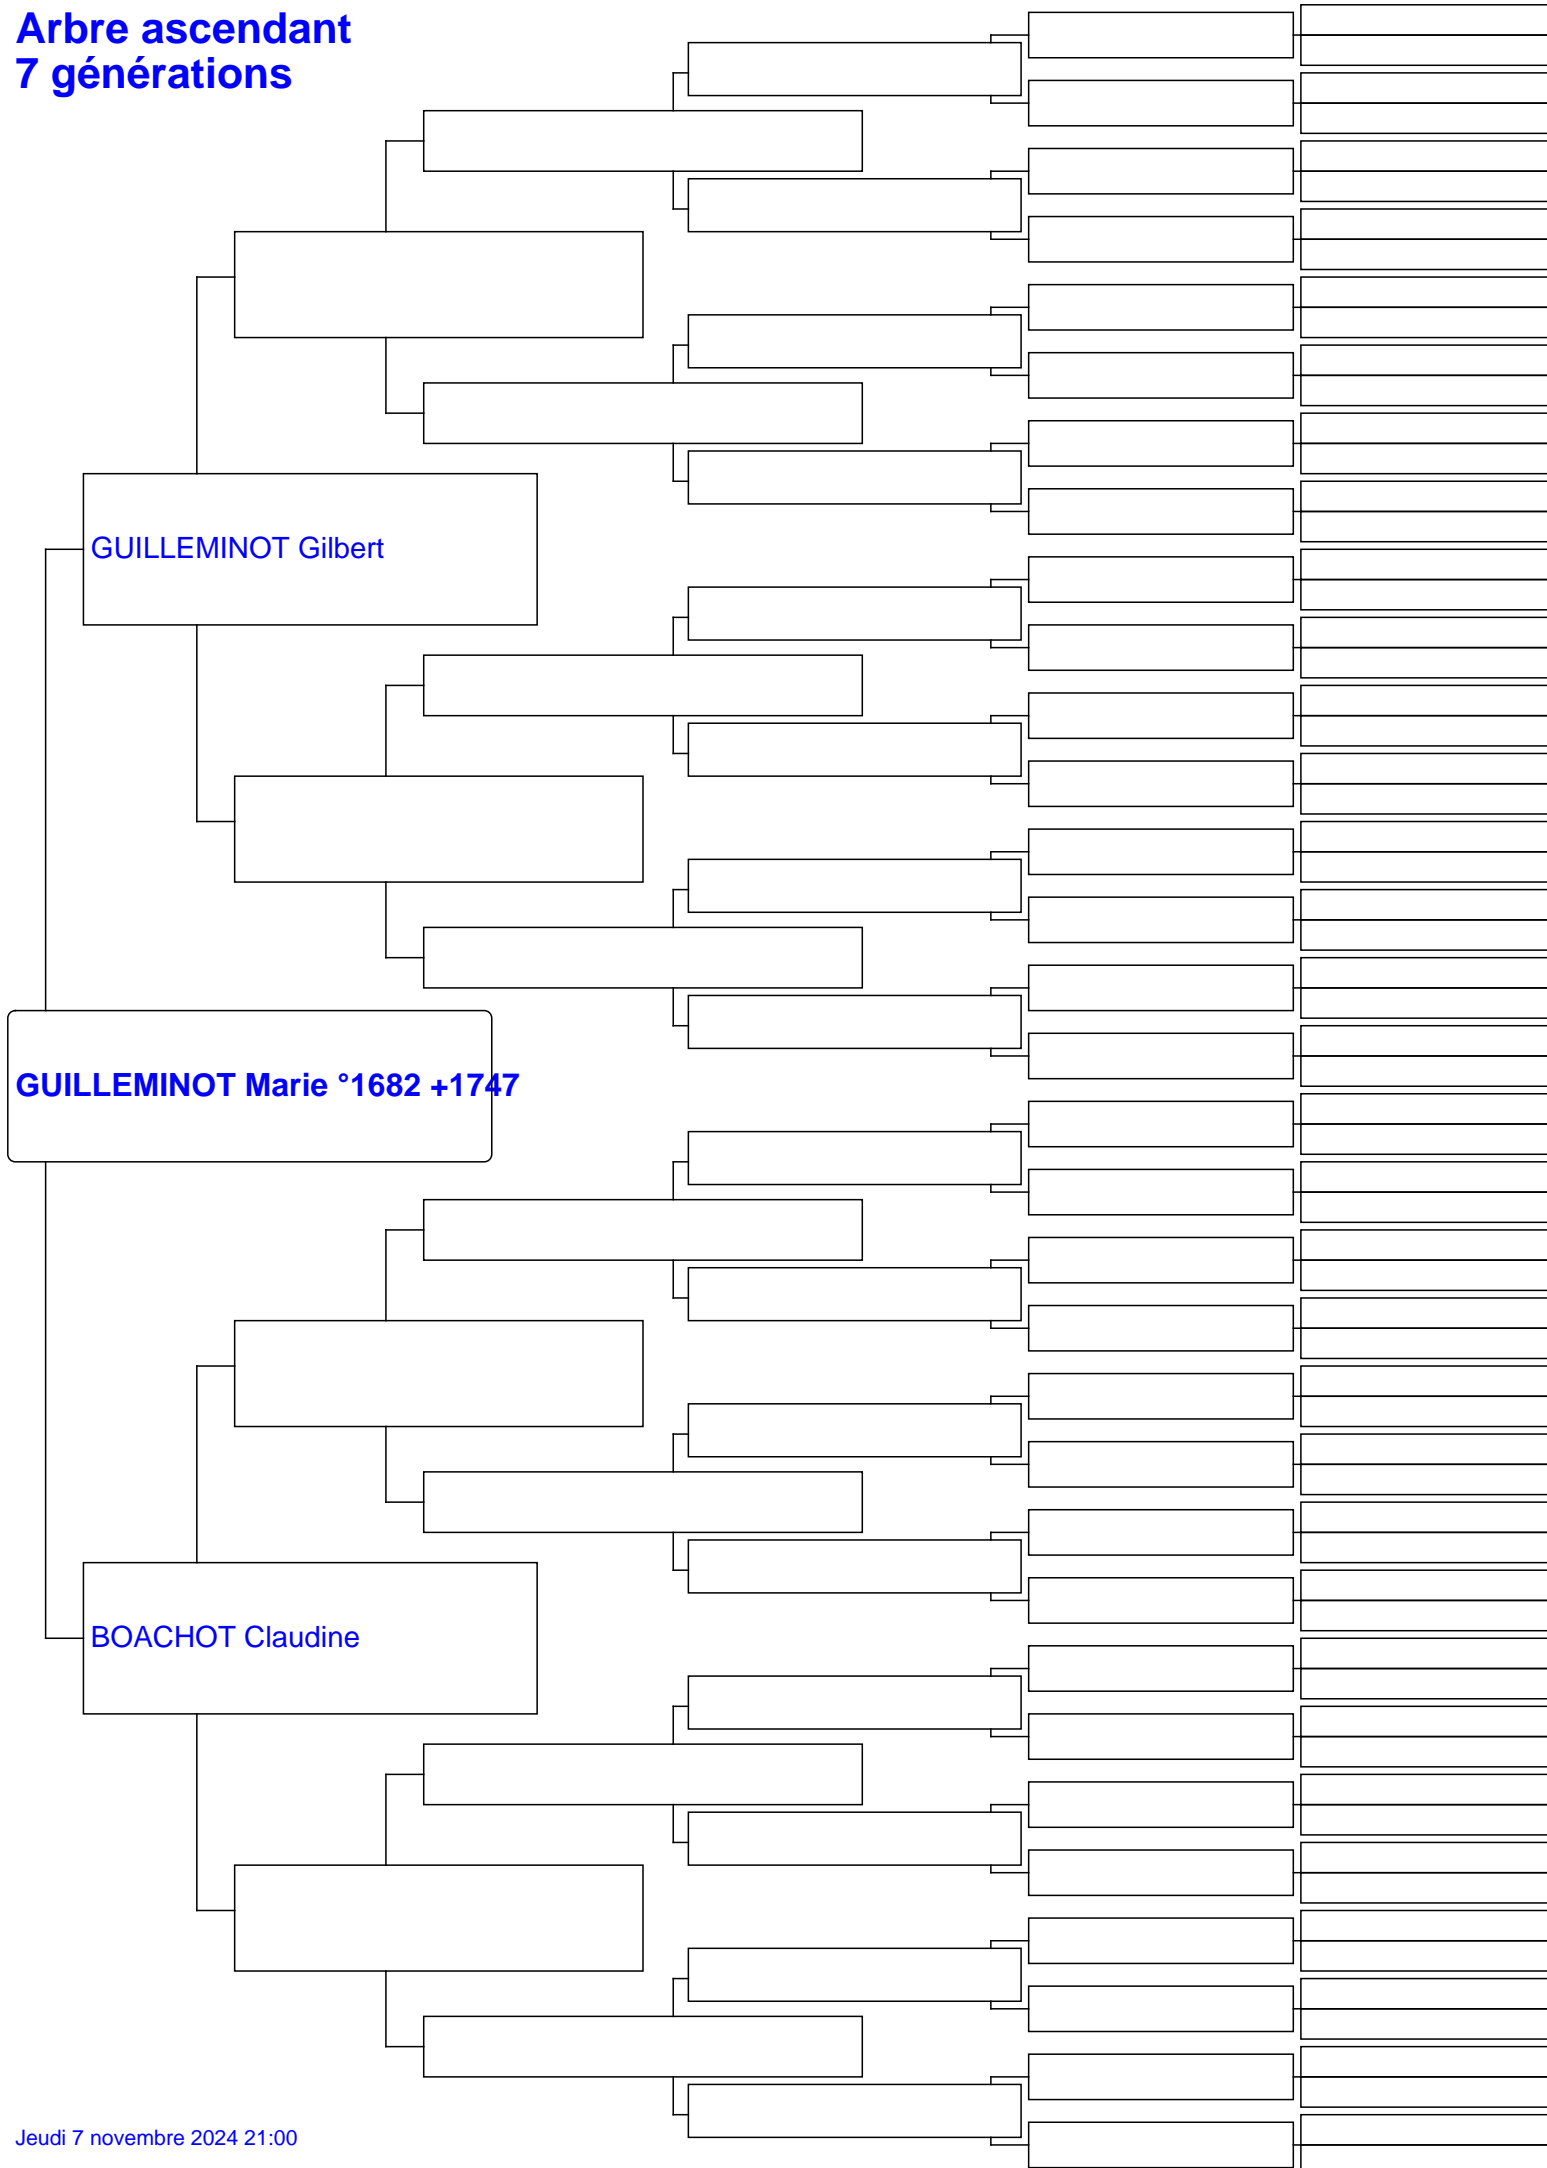 Arbre ascendant
7 générations
GUILLEMINOT Gilbert
GUILLEMINOT Marie °1682 +1747
BOACHOT Claudine
Jeudi 7 novembre 2024 21:00